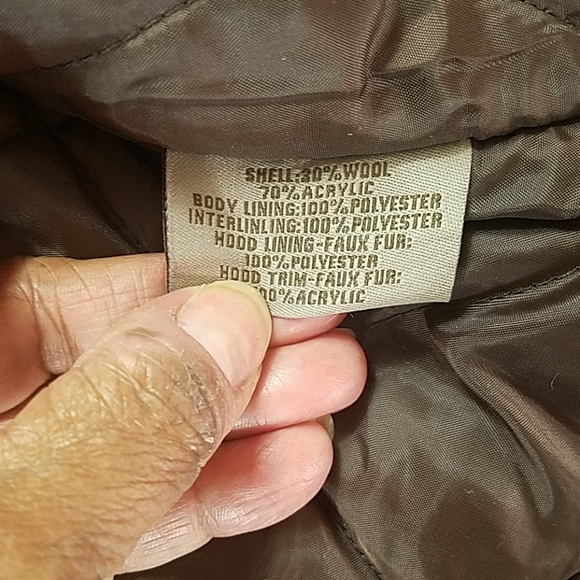 SHELL:30%WOOL
70%ACRYLIC
BODY LINING:100%POLYESTER
INTERLINLING:100%POLYESTER
HOOD LINING-FAUX FUR:
100%POLYESTER
HOOD TRIM-FAUX FUR:
00%ACRYLIC